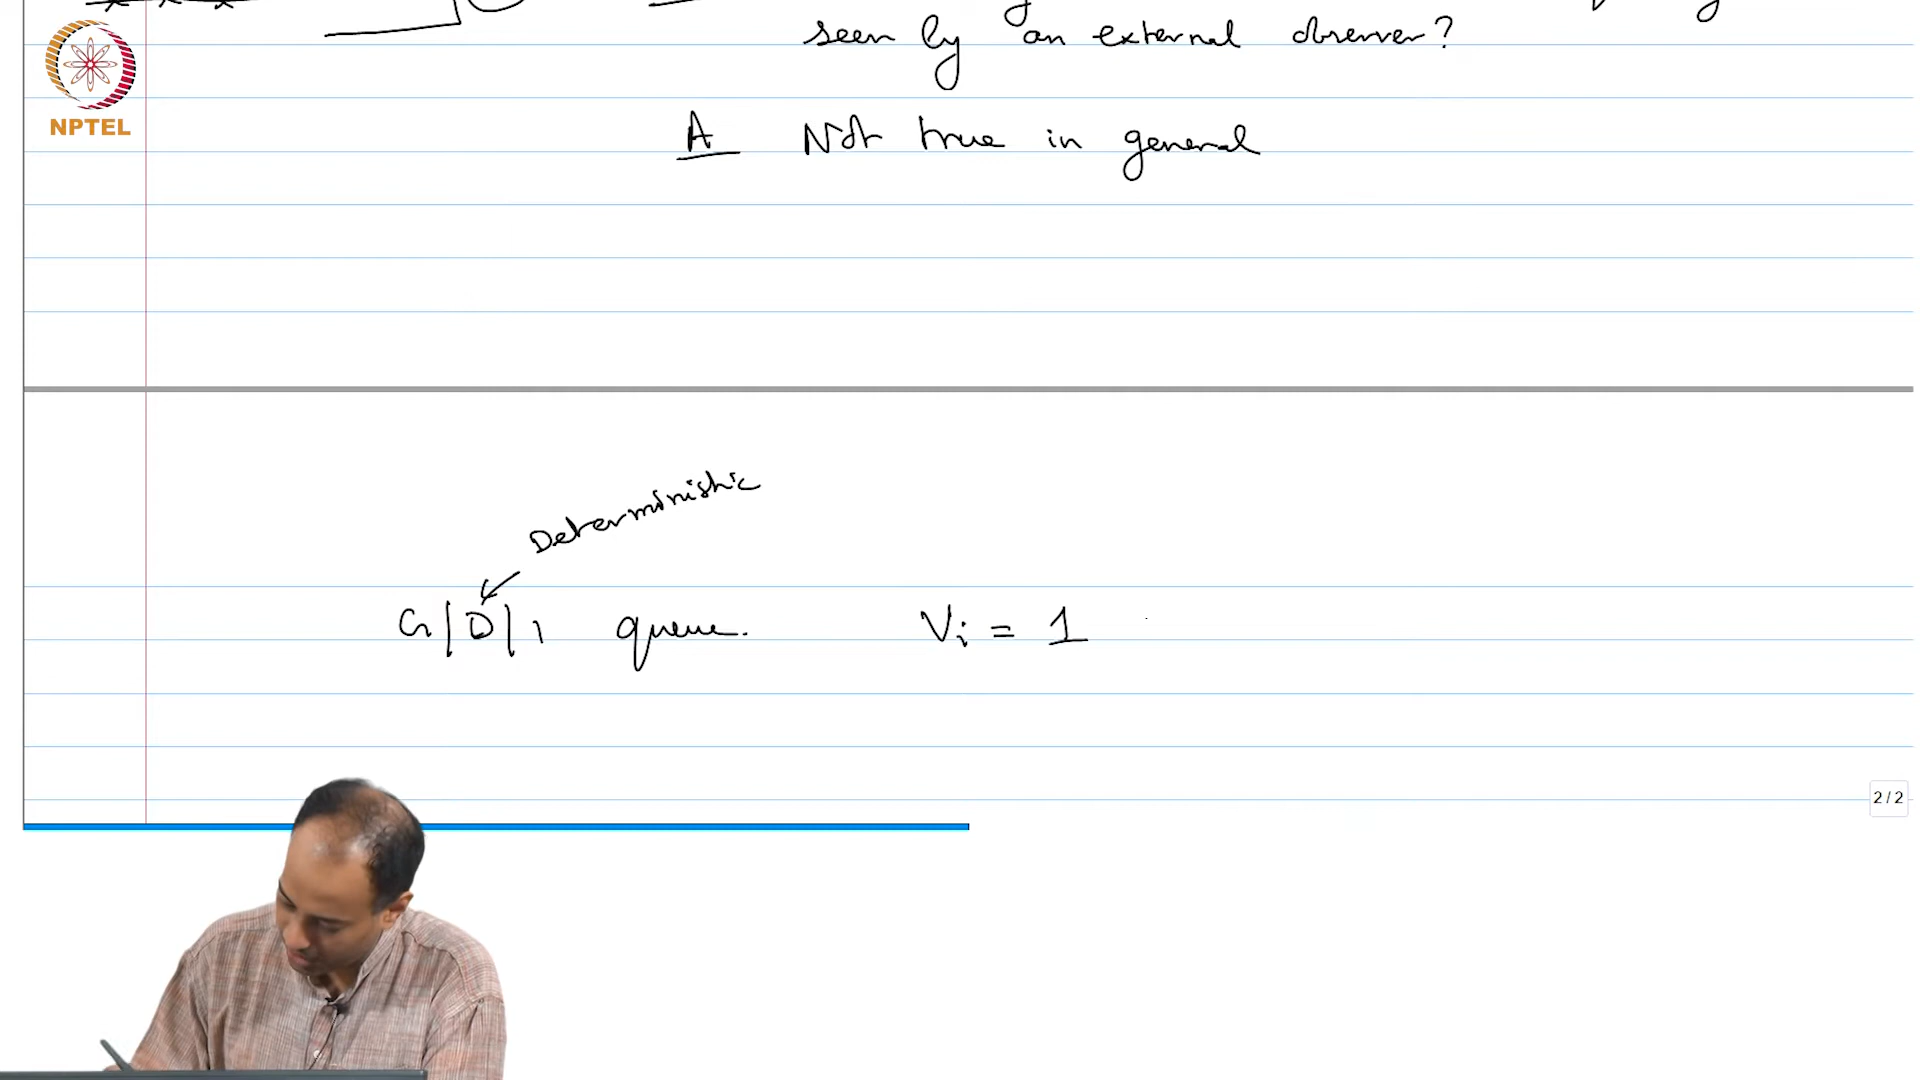 seen by an external observer?
NPTEL
A Not true in general
Deterministic
G|D|1 queue. Vi = 1
2/2